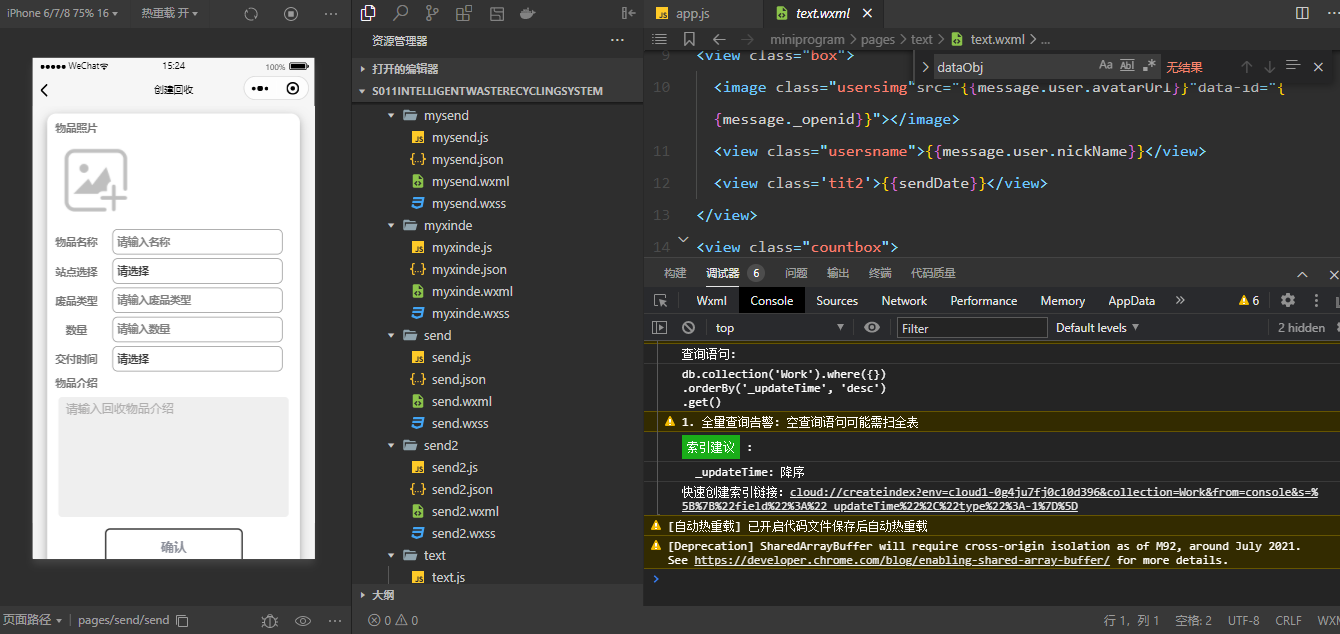 iPhone 6/7/8 75% 16
热重载 开
WeChat
15:24
100%
创建回收
物品照片
物品名称
请输入名称
站点选择
请选择
废品类型
请输入废品类型
数量
请输入数量
交付时间
请选择
物品介绍
请输入回收物品介绍
确认
页面路径
pages/send/send
资源管理器
打开的编辑器
S011INTELLIGENTWASTERECYCLINGSYSTEM
mysend
mysend.js
mysend.json
mysend.wxml
mysend.wxss
myxinde
myxinde.js
myxinde.json
myxinde.wxml
myxinde.wxss
send
send.js
send.json
send.wxml
send.wxss
send2
send2.js
send2.json
send2.wxml
send2.wxss
text
text.js
大纲
0 0
app.js
text.wxml
miniprogram > pages > text > text.wxml > ...
dataObj
Aa Abl .*
无结果
9 <view class="box">
10 <image class="usersimg"src="{{message.user.avatarUrl}}"data-id="{
{message._openid}}"></image>
11 <view class="usersname">{{message.user.nickName}}</view>
12 <view class='tit2'>{{sendDate}}</view>
13 </view>
14 <view class="countbox">
构建 调试器 6 问题 输出 终端 代码质量
Wxml Console Sources Network Performance Memory AppData » 6
top
Filter
Default levels
2 hidden
查询语句:
db.collection('Work').where({})
.orderBy('_updateTime', 'desc')
.get()
1. 全量查询告警: 空查询语句可能需扫全表
索引建议 :
_updateTime: 降序
快速创建索引链接: cloud://createindex?env=cloud1-0g4ju7fj0c10d396&collection=Work&from=console&s=%
5B%7B%22field%22%3A%22_updateTime%22%2C%22type%22%3A-1%7D%5D
[自动热重载] 已开启代码文件保存后自动热重载
[Deprecation] SharedArrayBuffer will require cross-origin isolation as of M92, around July 2021.
See https://developer.chrome.com/blog/enabling-shared-array-buffer/ for more details.
行 1, 列 1
空格: 2
UTF-8
CRLF